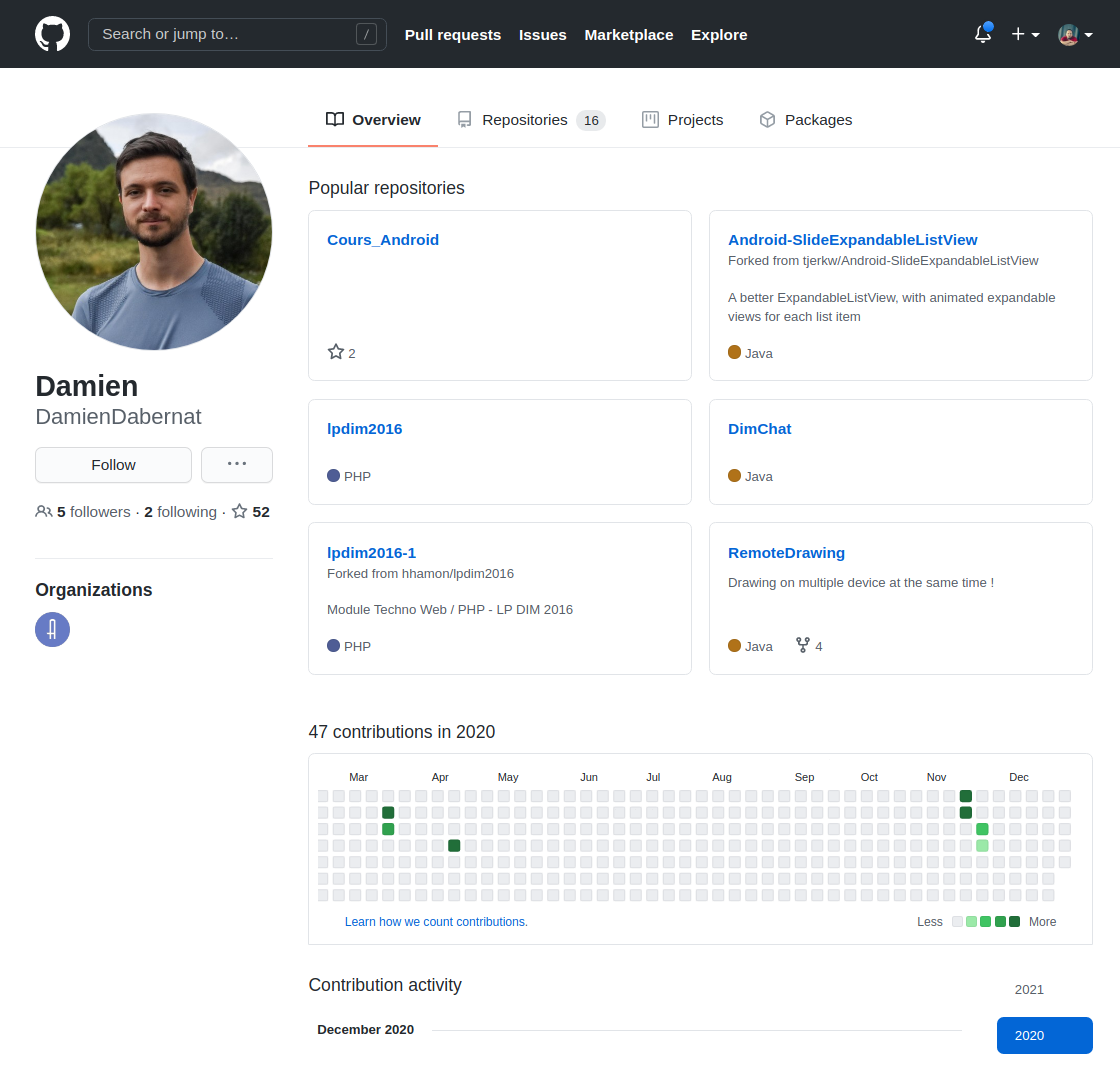 Search or jump to…
/
Pull requests Issues Marketplace Explore
Overview Repositories 16 Projects Packages
Damien
DamienDabernat
Follow
5 followers · 2 following · 52
Organizations
Popular repositories
Cours_Android
2
Android-SlideExpandableListView
Forked from tjerkw/Android-SlideExpandableListView
A better ExpandableListView, with animated expandable
views for each list item
Java
lpdim2016
PHP
DimChat
Java
lpdim2016-1
Forked from hhamon/lpdim2016
Module Techno Web / PHP - LP DIM 2016
PHP
RemoteDrawing
Drawing on multiple device at the same time !
Java 4
47 contributions in 2020
Mar Apr May Jun Jul Aug Sep Oct Nov Dec
Learn how we count contributions.
Less More
Contribution activity
December 2020
2021
2020